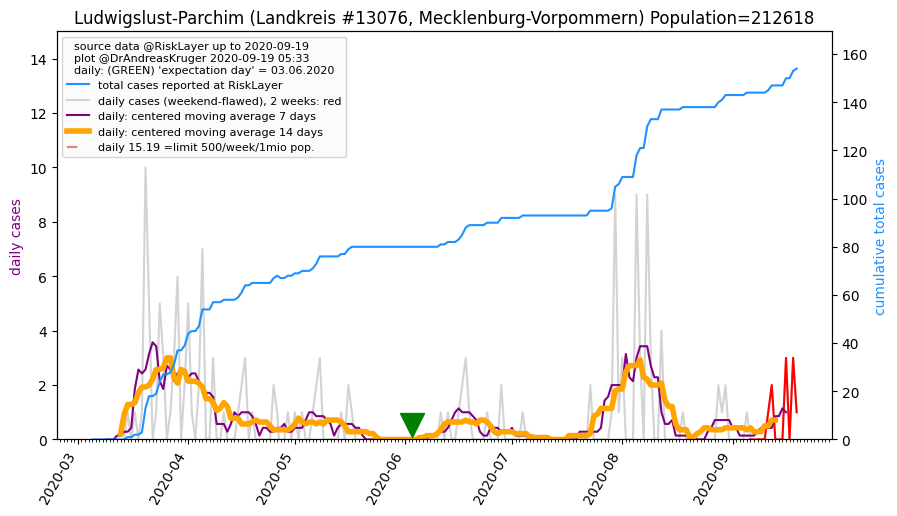 Ludwigslust-Parchim (Landkreis #13076, Mecklenburg-Vorpommern) Population=212618
source data @RiskLayer up to 2020-09-19
plot @DrAndreasKruger 2020-09-19 05:33
daily: (GREEN) 'expectation day' = 03.06.2020
total cases reported at RiskLayer
daily cases (weekend-flawed), 2 weeks: red
daily: centered moving average 7 days
daily: centered moving average 14 days
daily 15.19 =limit 500/week/1mio pop.
daily cases
14
12
10
8
6
4
2
0
cumulative total cases
160
140
120
100
80
60
40
20
0
2020-03
2020-04
2020-05
2020-06
2020-07
2020-08
2020-09